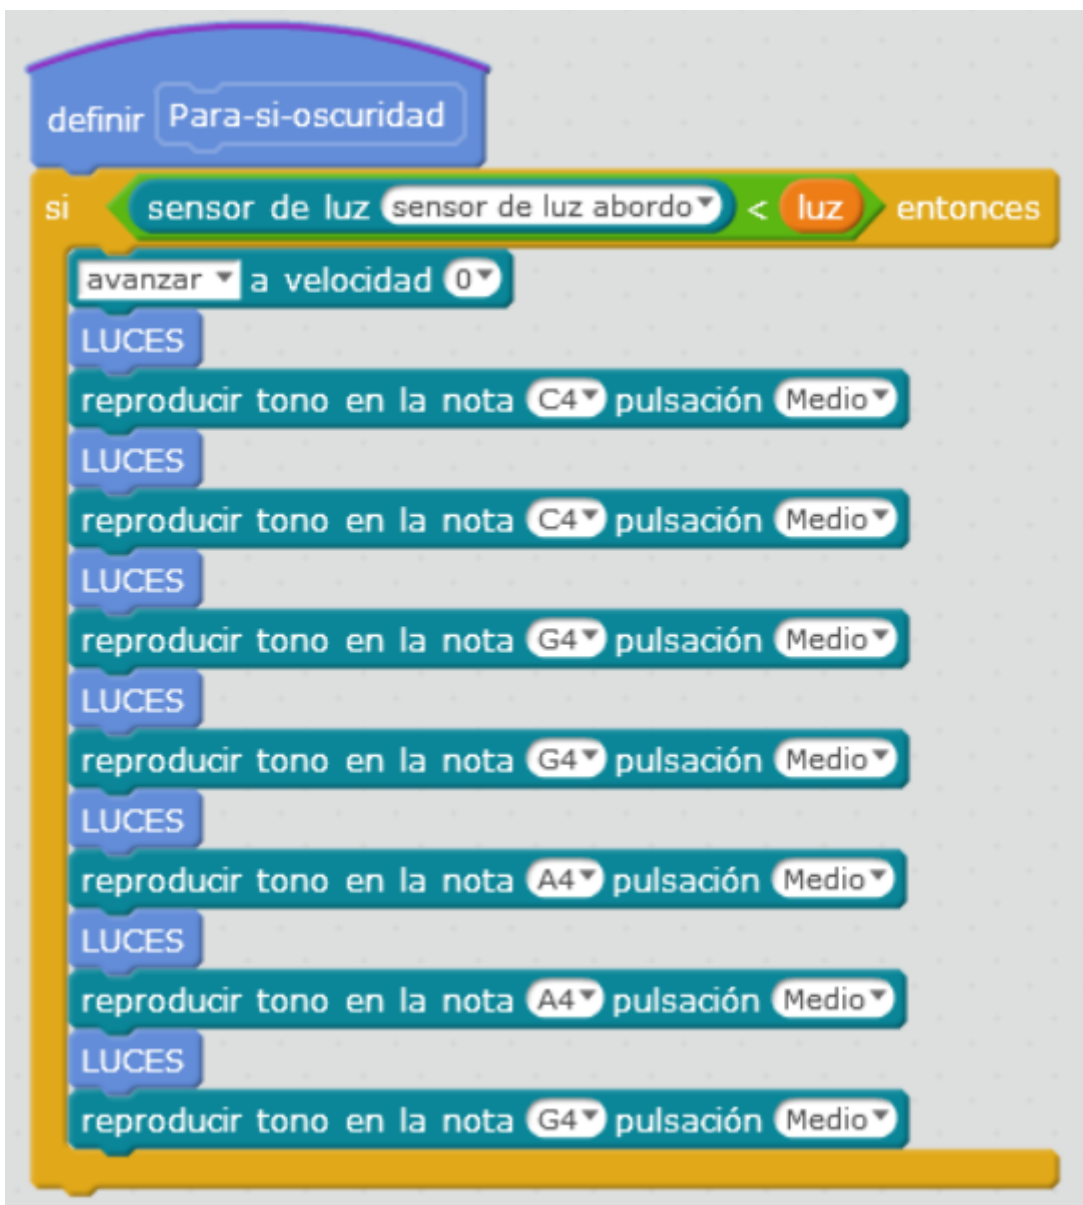 definir Para-si-oscuridad
si sensor de luz sensor de luz abordo < luz entonces
avanzar a velocidad 0
LUCES
reproducir tono en la nota C4 pulsación Medio
LUCES
reproducir tono en la nota C4 pulsación Medio
LUCES
reproducir tono en la nota G4 pulsación Medio
LUCES
reproducir tono en la nota G4 pulsación Medio
LUCES
reproducir tono en la nota A4 pulsación Medio
LUCES
reproducir tono en la nota A4 pulsación Medio
LUCES
reproducir tono en la nota G4 pulsación Medio